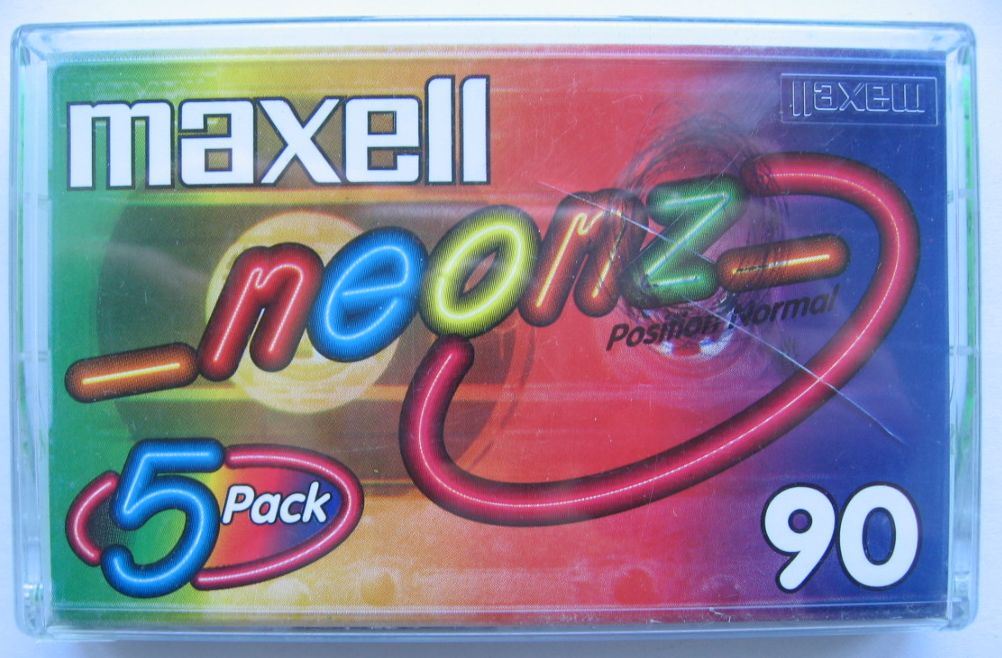 maxell
maxell
neonz
Position Normal
5 Pack
90